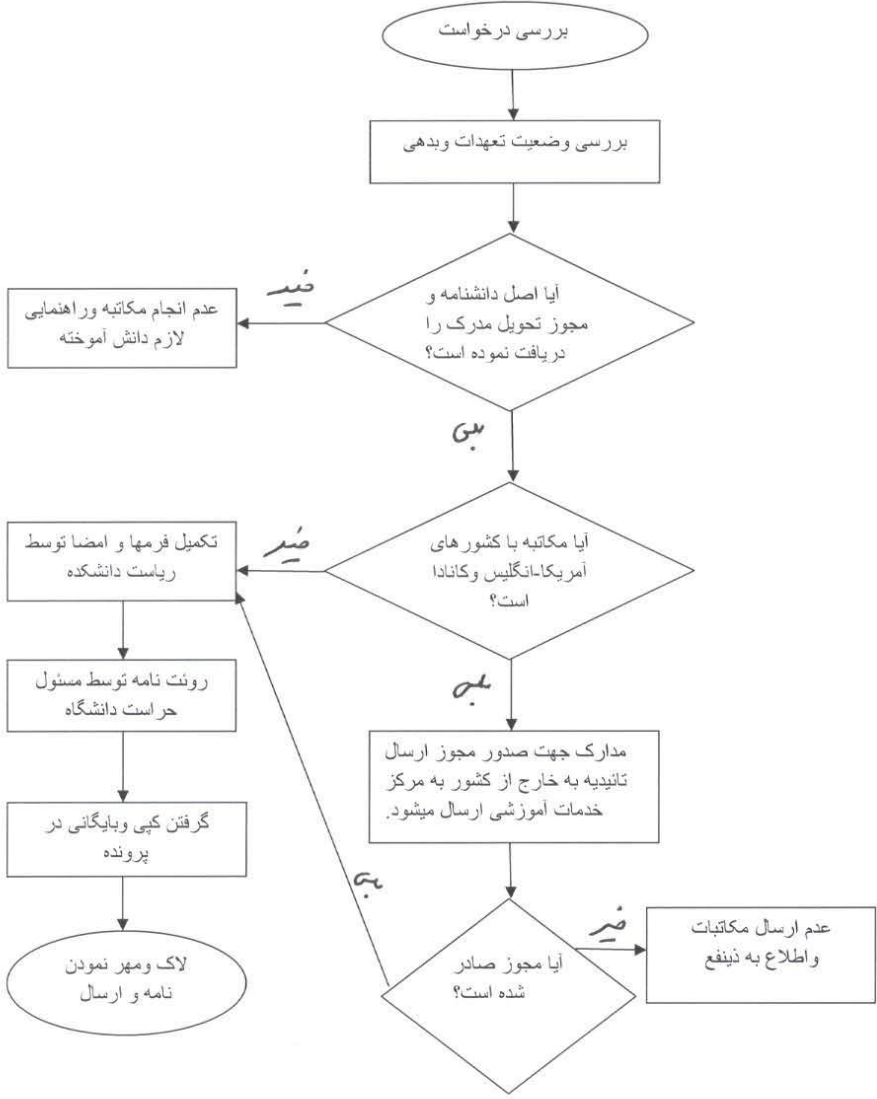 بررسی درخواست
بررسی وضعیت تعهدات وبدهی
آیا اصل دانشنامه و
مجوز تحویل مدرک را
دریافت نموده است؟
خیر
عدم انجام مکاتبه وراهنمایی
لازم دانش آموخته
بلی
آیا مکاتبه با کشورهای
آمریکا-انگلیس وکانادا
است؟
خیر
تکمیل فرمها و امضا توسط
ریاست دانشکده
روئت نامه توسط مسئول
حراست دانشگاه
گرفتن کپی وبایگانی در
پرونده
لاک ومهر نمودن
نامه و ارسال
بلی
مدارک جهت صدور مجوز ارسال
تائیدیه به خارج از کشور به مرکز
خدمات آموزشی ارسال میشود.
آیا مجوز صادر
شده است؟
بلی
خیر
عدم ارسال مکاتبات
واطلاع به ذینفع